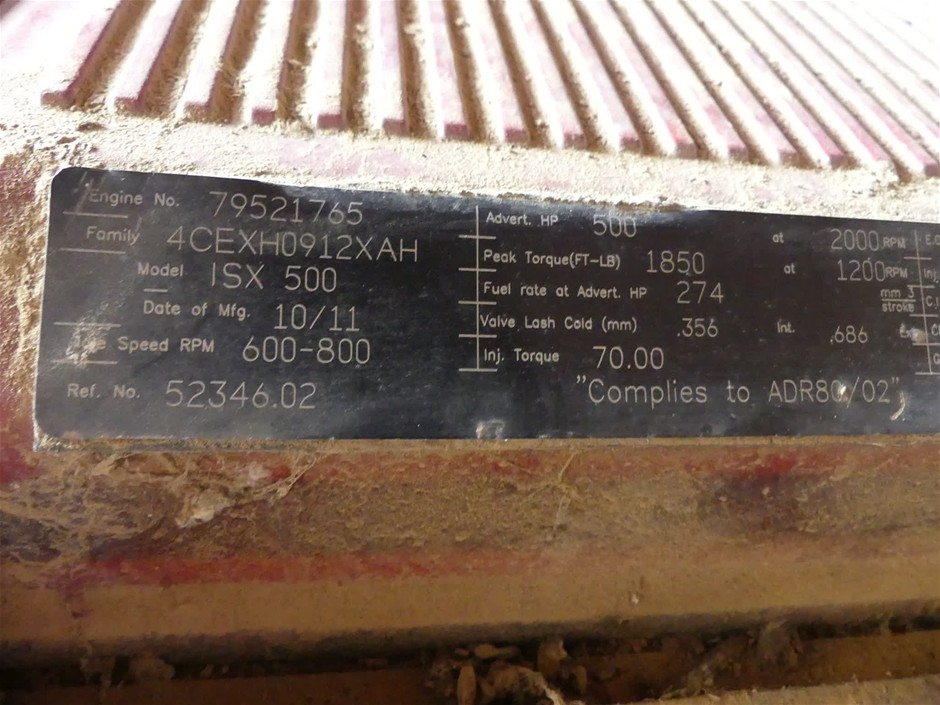 Engine No. 79521765
Family 4CEXH0912XAH
Model ISX 500
Date of Mfg. 10/11
Speed RPM 600-800
Ref. No. 52346.02
Advert. HP 500 at 2000 RPM
Peak Torque(FT-LB) 1850 at 1200 RPM
Fuel rate at Advert. HP 274 mm 3 stroke
Valve Lash Cold (mm) .356 Int. .686
Inj. Torque 70.00
"Complies to ADR80/02"